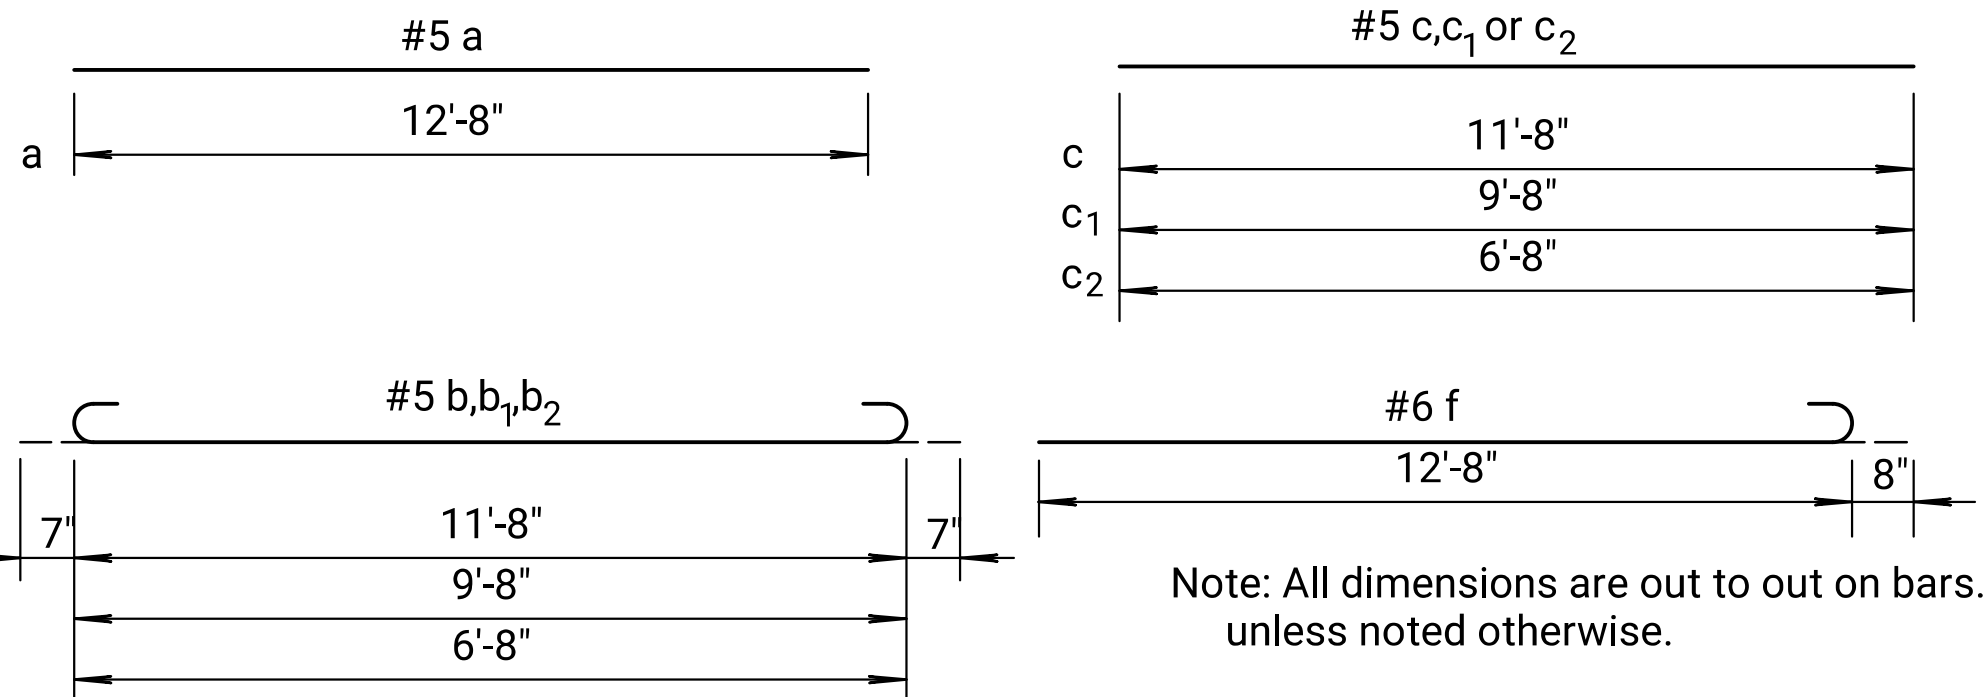 #5 a
12'-8"
a
#5 c,c1 or c2
11'-8"
c
9'-8"
c1
6'-8"
c2
#5 b,b1,b2
7"
11'-8"
7"
9'-8"
6'-8"
#6 f
12'-8"
8"
Note: All dimensions are out to out on bars.
unless noted otherwise.